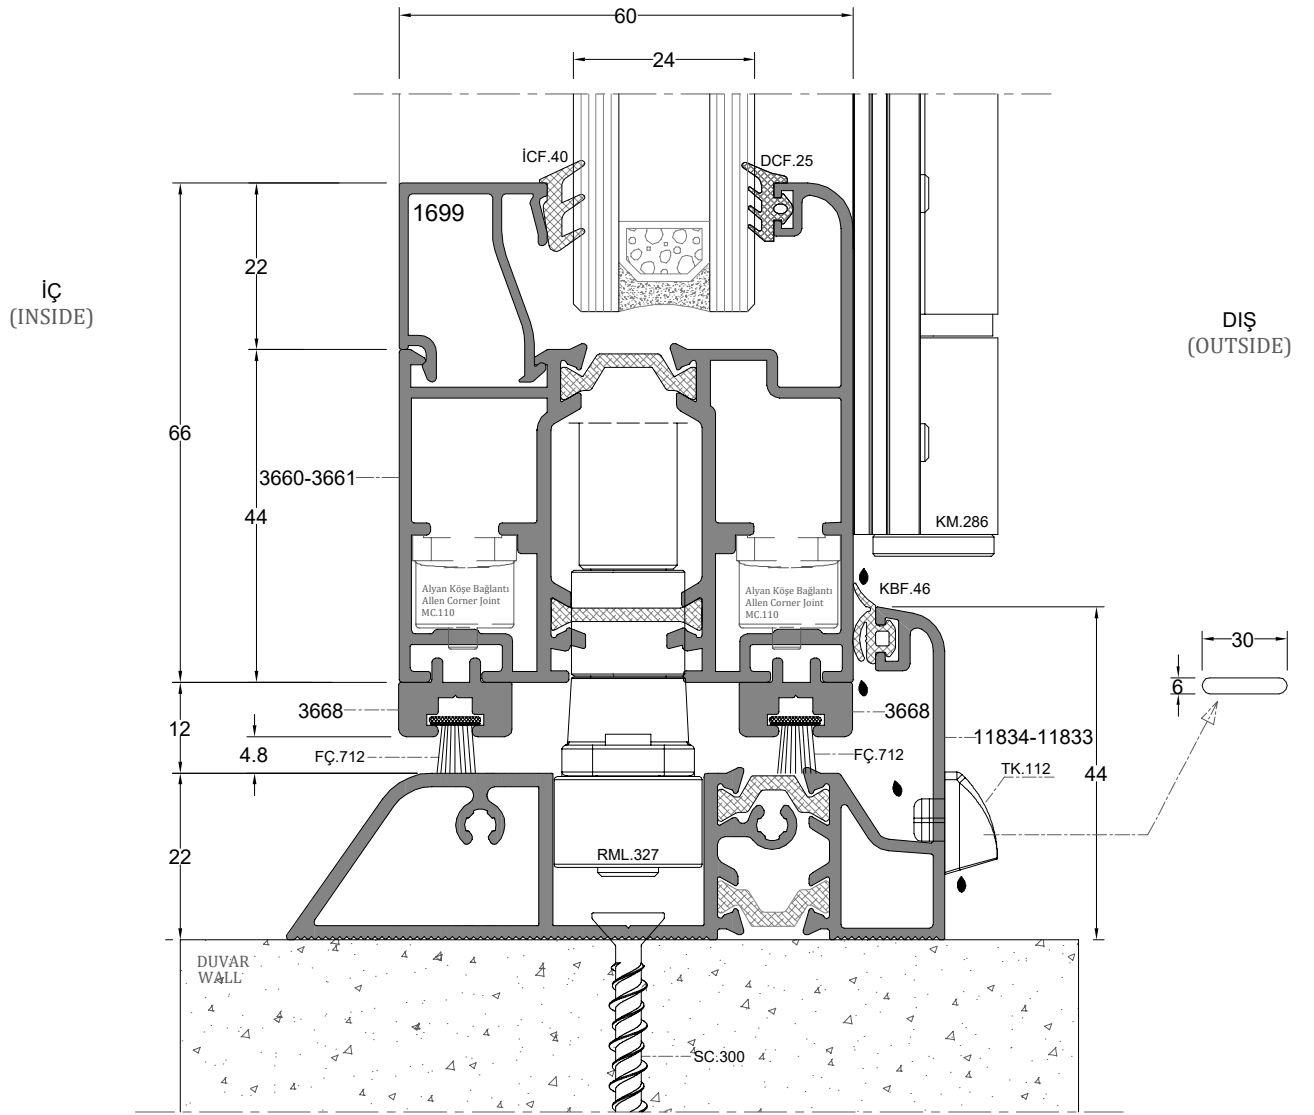 60
24
İCF.40
DCF.25
1699
22
İÇ
(INSIDE)
DIŞ
(OUTSIDE)
66
3660-3661
44
KM.286
Alyan Köşe Bağlantı
Allen Corner Joint
MC.110
Alyan Köşe Bağlantı
Allen Corner Joint
MC.110
KBF.46
30
6
3668
3668
12
4.8
FÇ.712
FÇ.712
11834-11833
TK.112
44
22
RML.327
DUVAR
WALL
SC.300